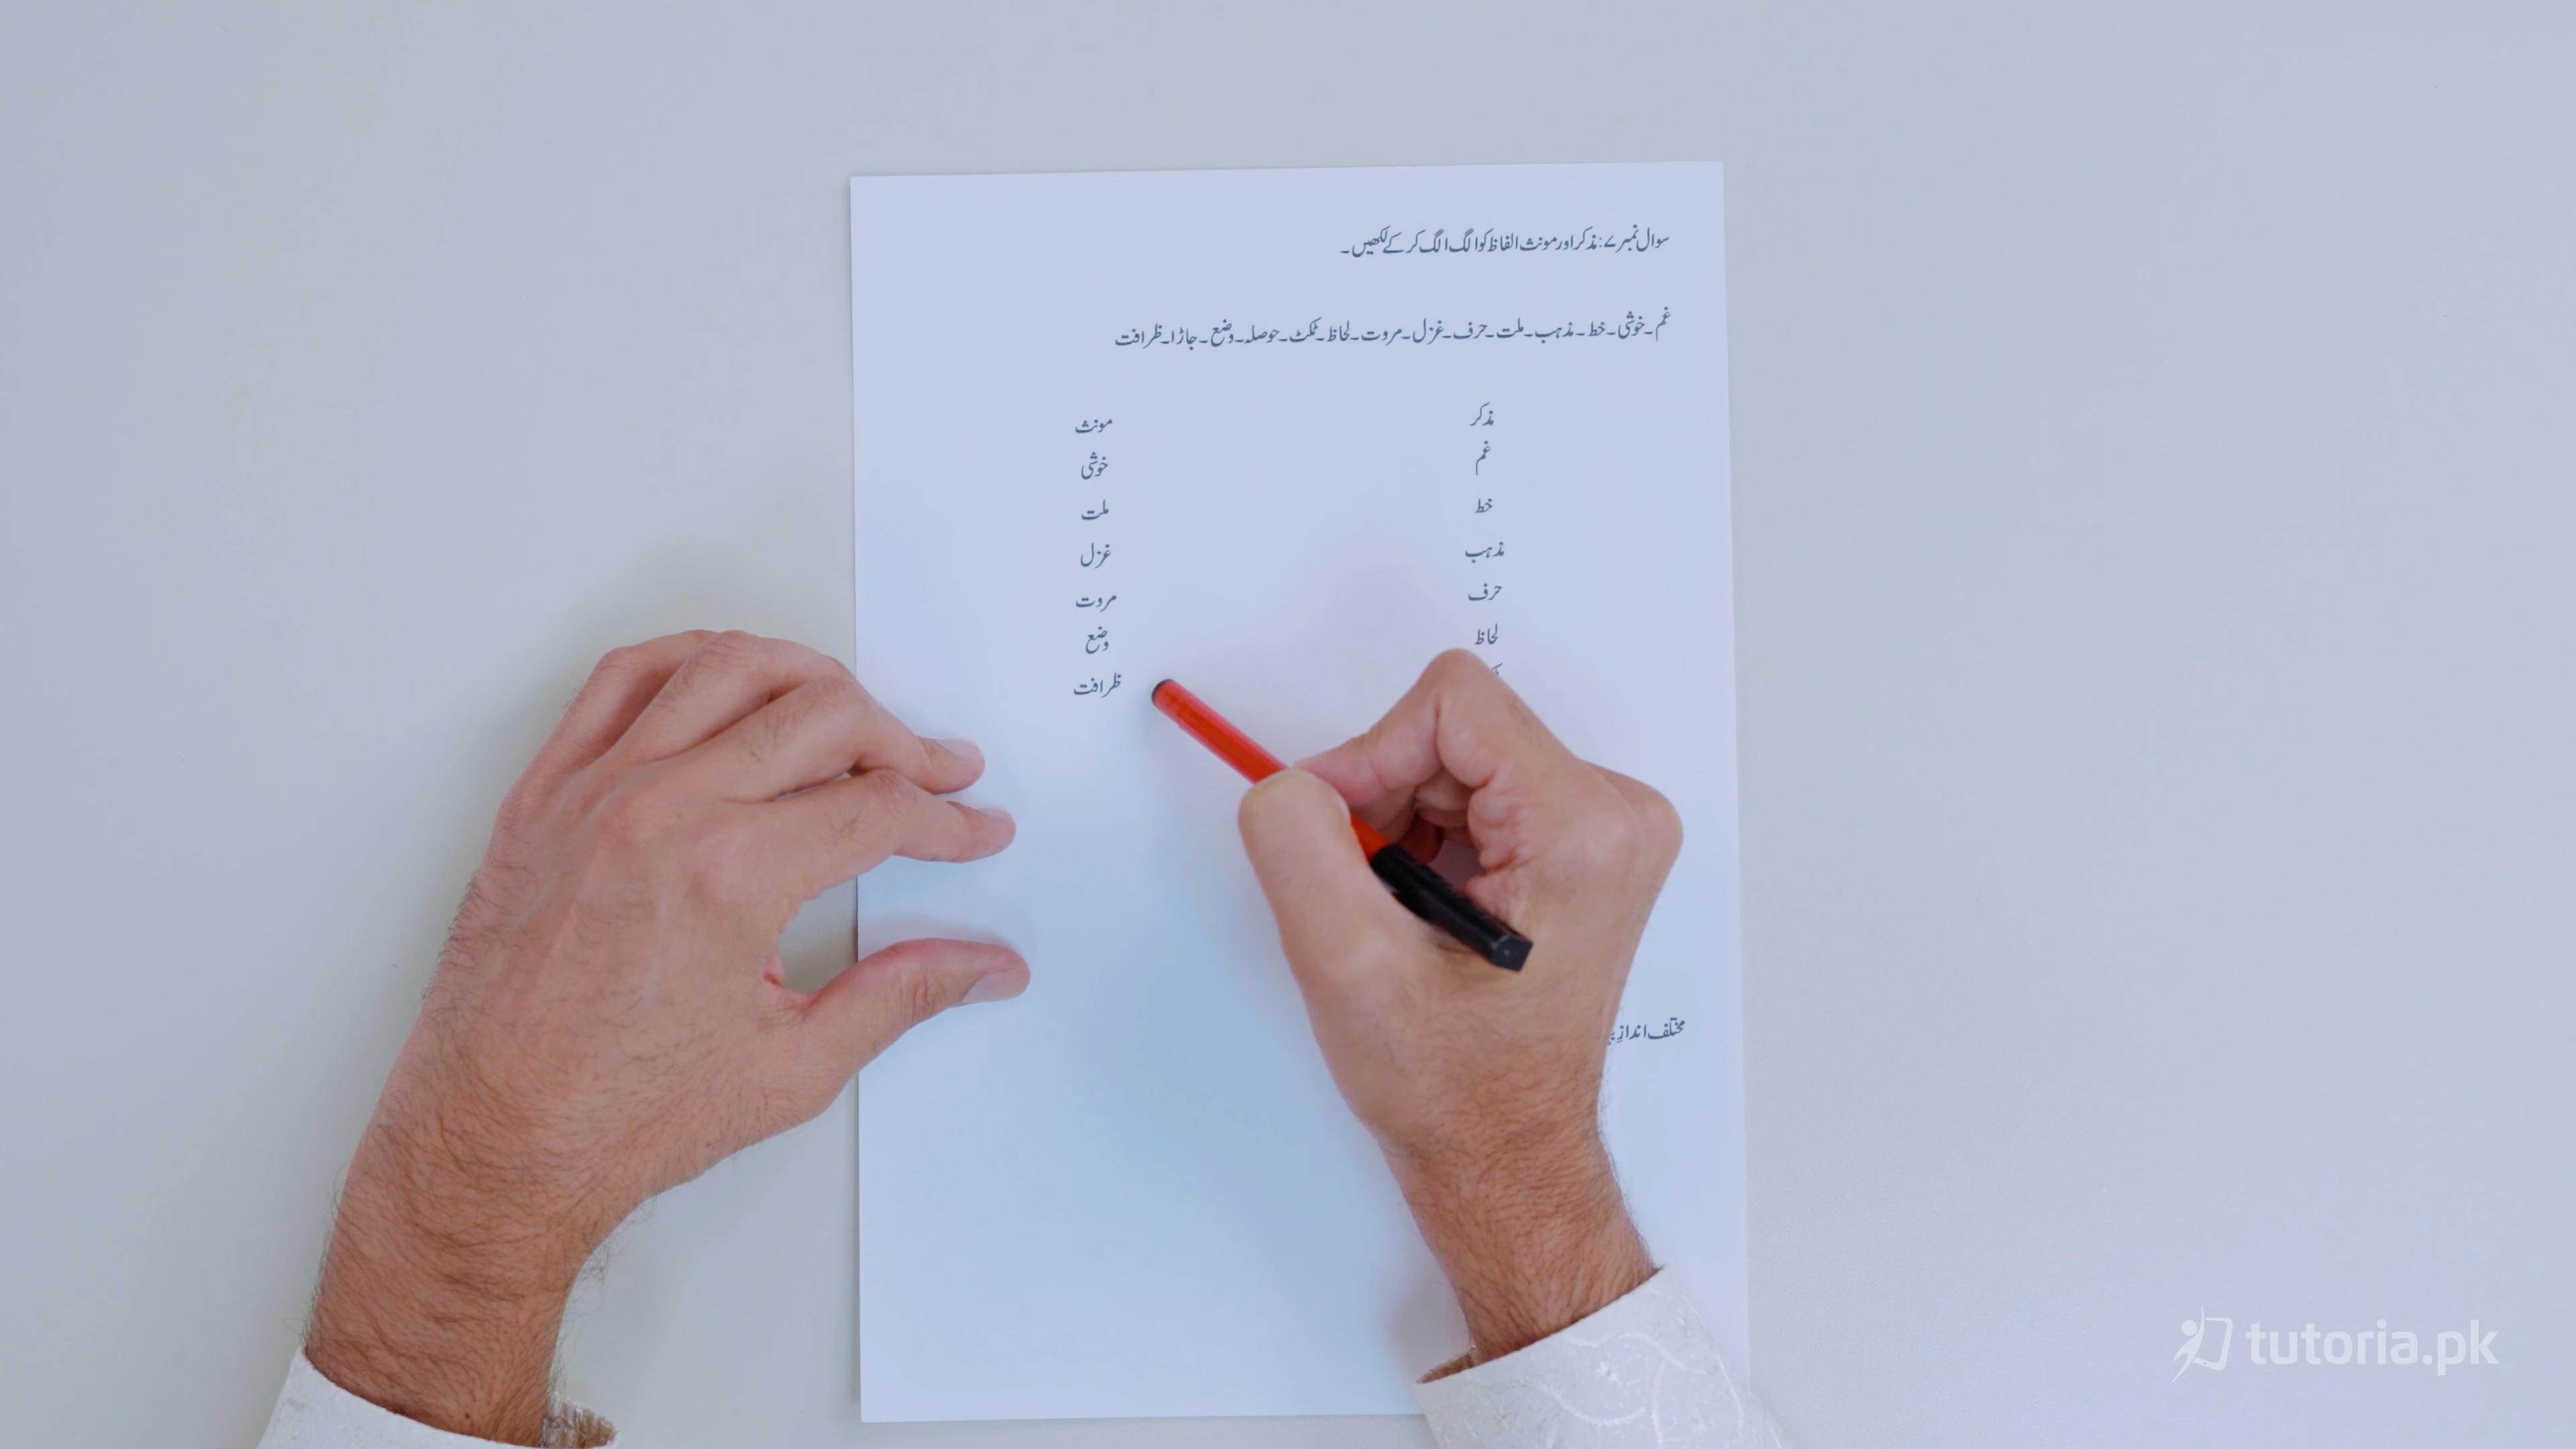 سوال نمبر ۷: مذکر اور مونث الفاظ کو الگ الگ کر کے لکھیں۔
غم۔خوشی۔خط۔مذہب۔ملت۔حرف۔غزل۔مروت۔لحاظ۔ٹکٹ۔حوصلہ۔وضع۔جاڑا۔ظرافت
مذکر مونث
غم خوشی
خط ملت
مذہب غزل
حرف مروت
لحاظ وضع
ظرافت
مختلف اندازِ
tutoria.pk